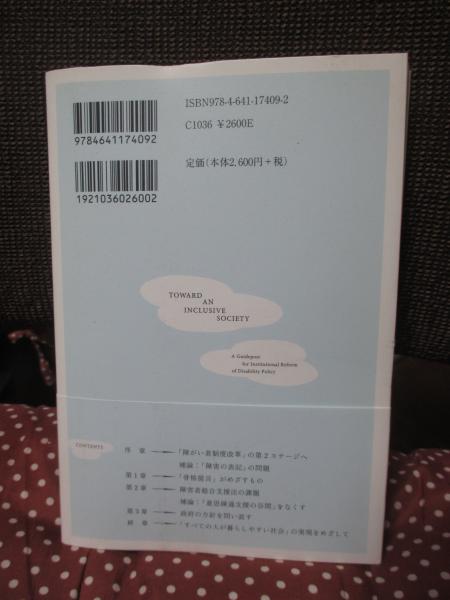 ISBN978-4-641-17409-2
C1036 ¥2600E
9784641174092
定価(本体2,600円+税)
1921036026002
TOWARD
AN
INCLUSIVE
SOCIETY
A Guidepost
for Institutional Reform
of Disability Policy
CONTENTS
序 章 「障がい者制度改革」の第2ステージへ
補論:「障害の表記」の問題
第1章 「骨格提言」がめざすもの
第2章 障害者総合支援法の課題
補論:「意思疎通支援の谷間」をなくす
第3章 政府の方針を問い直す
終 章 「すべての人が暮らしやすい社会」の実現をめざして